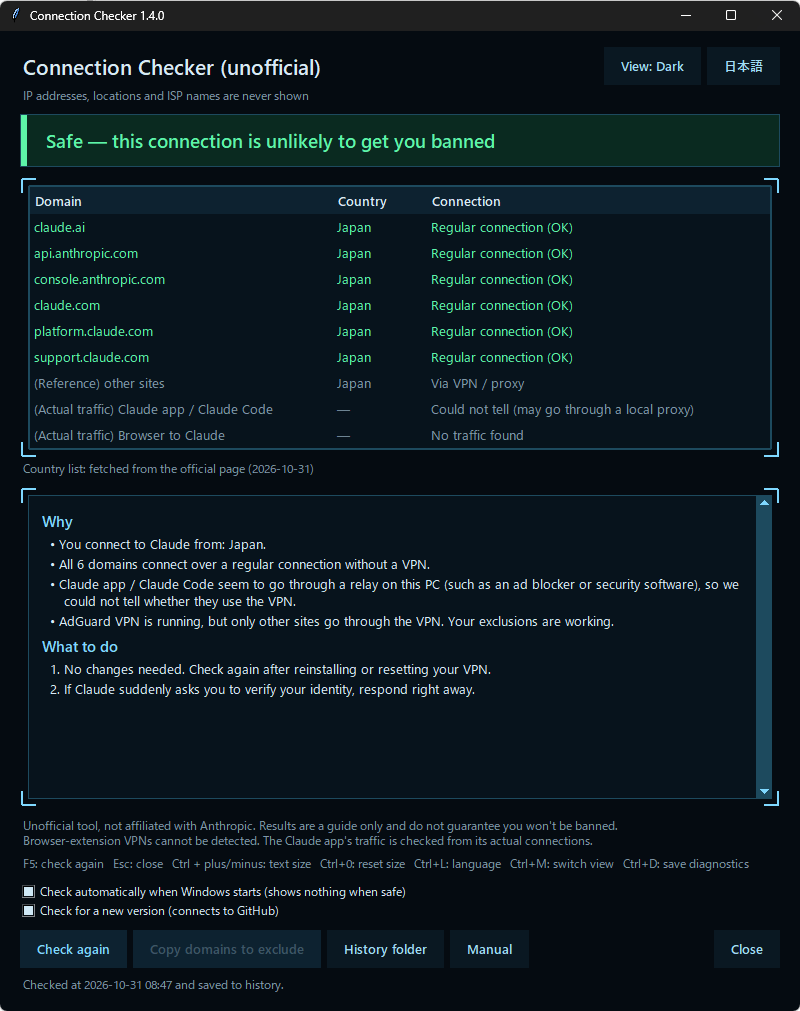 Connection Checker 1.4.0
Connection Checker (unofficial)
View: Dark
日本語
IP addresses, locations and ISP names are never shown
Safe — this connection is unlikely to get you banned
Domain Country Connection
claude.ai Japan Regular connection (OK)
api.anthropic.com Japan Regular connection (OK)
console.anthropic.com Japan Regular connection (OK)
claude.com Japan Regular connection (OK)
platform.claude.com Japan Regular connection (OK)
support.claude.com Japan Regular connection (OK)
(Reference) other sites Japan Via VPN / proxy
(Actual traffic) Claude app / Claude Code — Could not tell (may go through a local proxy)
(Actual traffic) Browser to Claude — No traffic found
Country list: fetched from the official page (2026-10-31)
Why
• You connect to Claude from: Japan.
• All 6 domains connect over a regular connection without a VPN.
• Claude app / Claude Code seem to go through a relay on this PC (such as an ad blocker or security software), so we
could not tell whether they use the VPN.
• AdGuard VPN is running, but only other sites go through the VPN. Your exclusions are working.
What to do
1. No changes needed. Check again after reinstalling or resetting your VPN.
2. If Claude suddenly asks you to verify your identity, respond right away.
Unofficial tool, not affiliated with Anthropic. Results are a guide only and do not guarantee you won't be banned.
Browser-extension VPNs cannot be detected. The Claude app's traffic is checked from its actual connections.
F5: check again Esc: close Ctrl + plus/minus: text size Ctrl+0: reset size Ctrl+L: language Ctrl+M: switch view Ctrl+D: save diagnostics
Check automatically when Windows starts (shows nothing when safe)
Check for a new version (connects to GitHub)
Check again
Copy domains to exclude
History folder
Manual
Close
Checked at 2026-10-31 08:47 and saved to history.